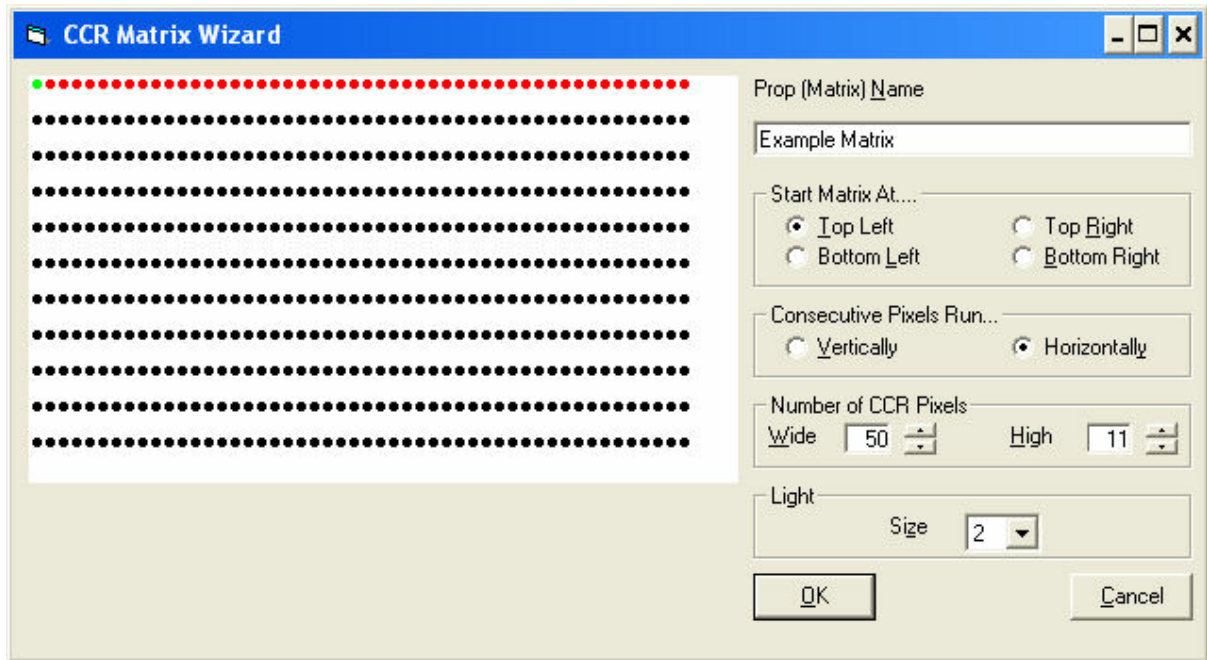 CCR Matrix Wizard
Prop (Matrix) Name
Example Matrix
Start Matrix At....
Top Left
Top Right
Bottom Left
Bottom Right
Consecutive Pixels Run...
Vertically
Horizontally
Number of CCR Pixels
Wide 50 High 11
Light
Size 2
OK Cancel